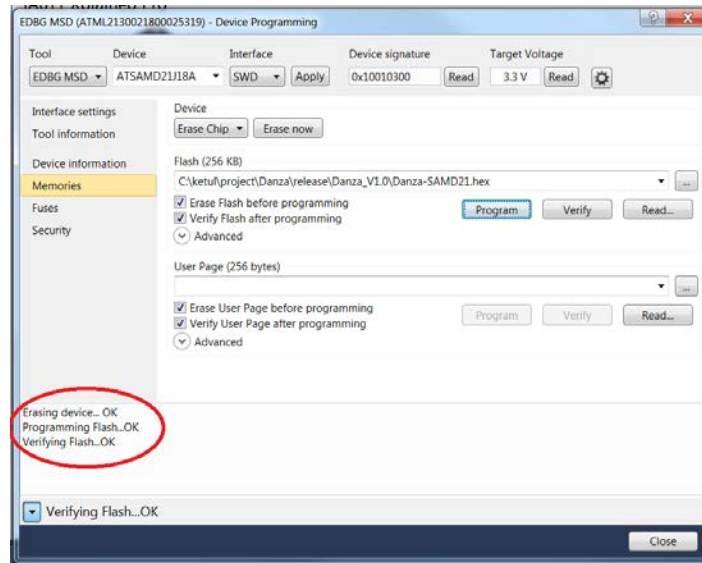 EDBG MSD (ATML2130021800025319) - Device Programming
Tool Device Interface Device signature Target Voltage
EDBG MSD ATSAMD21J18A SWD Apply 0x10010300 Read 3.3 V Read
Interface settings
Tool information
Device information
Memories
Fuses
Security
Device
Erase Chip Erase now
Flash (256 KB)
C:\ketul\project\Danza\release\Danza_V1.0\Danza-SAMD21.hex ...
Erase Flash before programming
Verify Flash after programming
Program Verify Read...
Advanced
User Page (256 bytes)
...
Erase User Page before programming
Verify User Page after programming
Program Verify Read...
Advanced
Erasing device... OK
Programming Flash...OK
Verifying Flash...OK
Verifying Flash...OK
Close